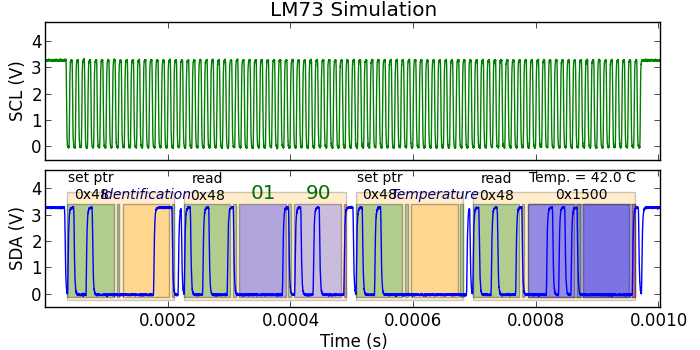 LM73 Simulation
SCL (V)
4
3
2
1
0
set ptr
0x48
Identification
read
0x48
01
90
set ptr
0x48
Temperature
read
0x48
Temp. = 42.0 C
0x1500
SDA (V)
4
3
2
1
0
0.0002
0.0004
0.0006
0.0008
0.0010
Time (s)